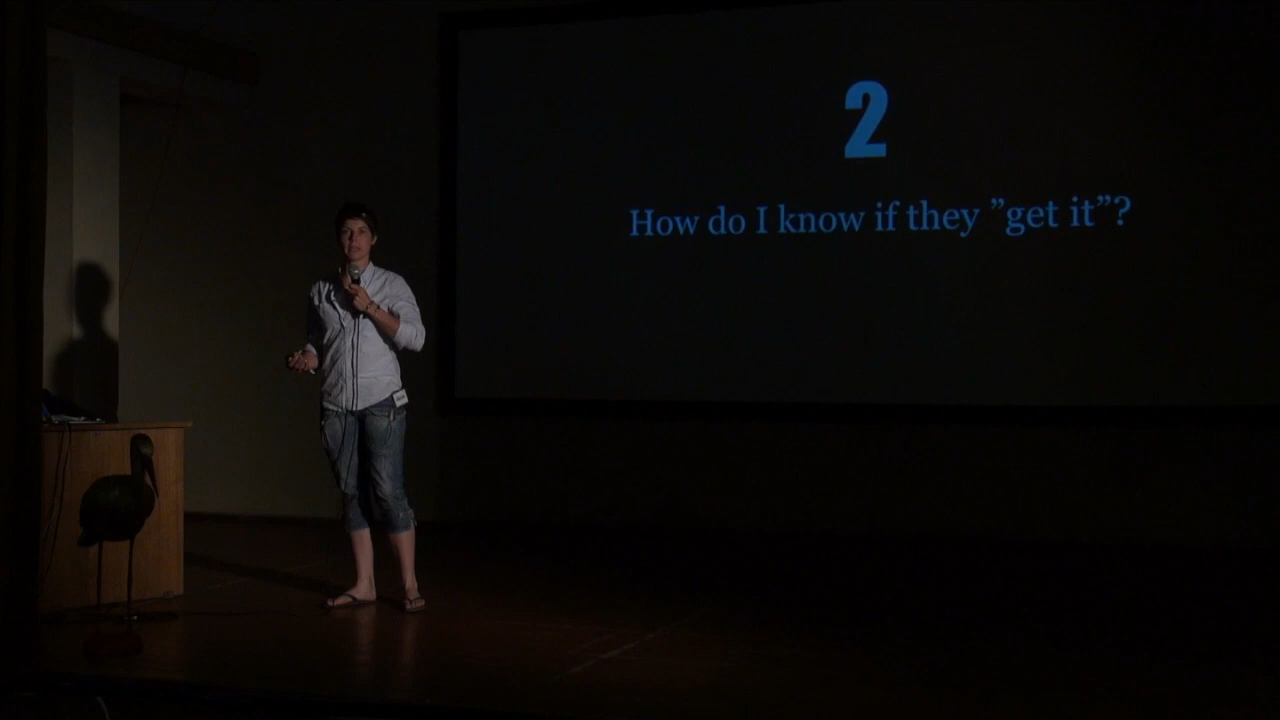 2
How do I know if they ”get it”?